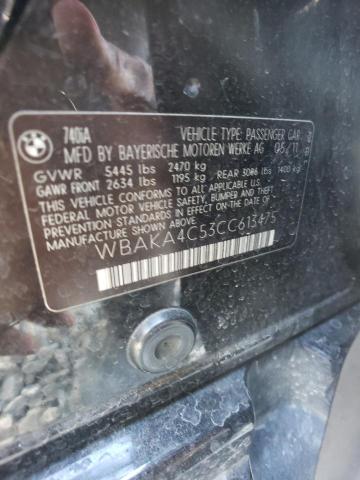 BMW
740iA VEHICLE TYPE: PASSENGER CAR
MFD BY BAYERISCHE MOTOREN WERKE AG 05/11
GVWR 5445 lbs 2470 kg
GAWR FRONT 2634 lbs 1195 kg REAR 3086 lbs 1400 kg
THIS VEHICLE CONFORMS TO ALL APPLICABLE
FEDERAL MOTOR VEHICLE SAFETY, BUMPER, AND
THEFT PREVENTION STANDARDS IN EFFECT ON
THE DATE OF MANUFACTURE SHOWN ABOVE.
WBAKA4C53CC613475